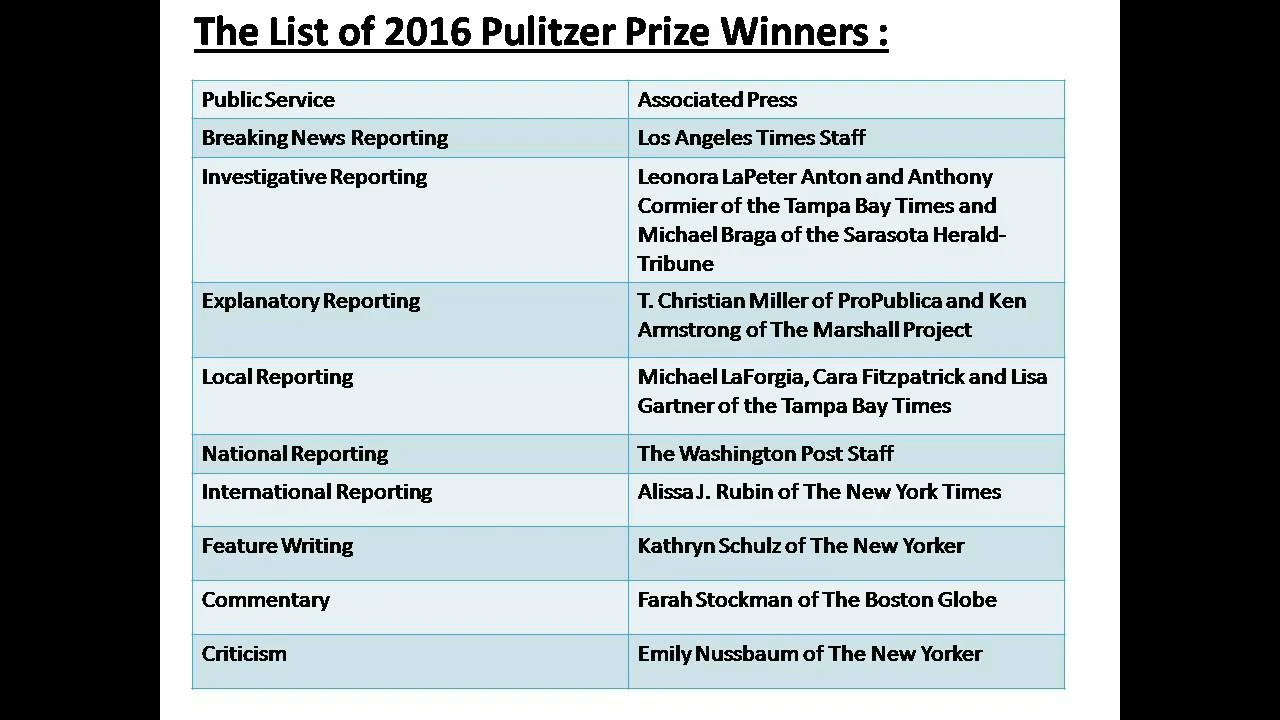 The List of 2016 Pulitzer Prize Winners :
Public Service
Associated Press
Breaking News Reporting
Los Angeles Times Staff
Investigative Reporting
Leonora LaPeter Anton and Anthony
Cormier of the Tampa Bay Times and
Michael Braga of the Sarasota Herald-
Tribune
Explanatory Reporting
T. Christian Miller of ProPublica and Ken
Armstrong of The Marshall Project
Local Reporting
Michael LaForgia, Cara Fitzpatrick and Lisa
Gartner of the Tampa Bay Times
National Reporting
The Washington Post Staff
International Reporting
Alissa J. Rubin of The New York Times
Feature Writing
Kathryn Schulz of The New Yorker
Commentary
Farah Stockman of The Boston Globe
Criticism
Emily Nussbaum of The New Yorker